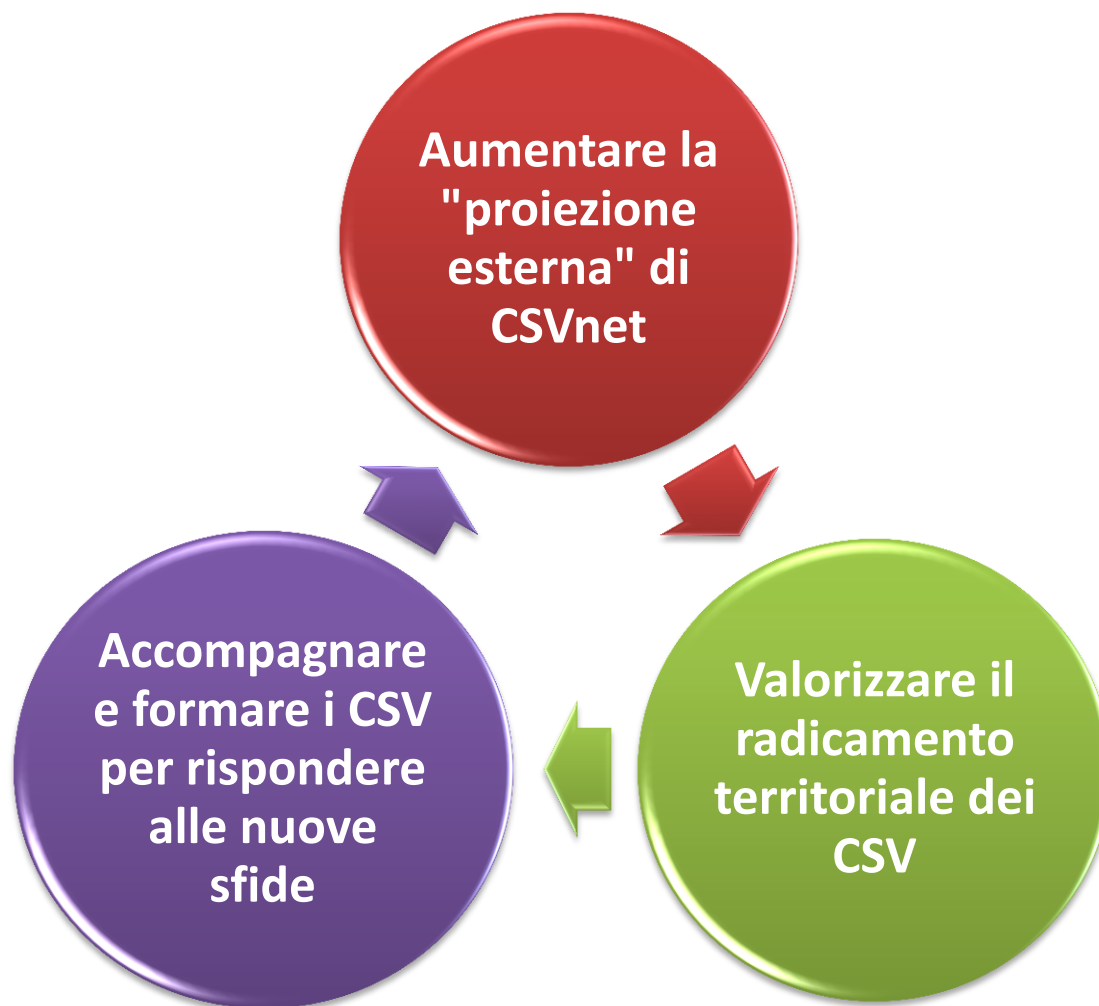 Aumentare la
"proiezione
esterna" di
CSVnet
Accompagnare
e formare i CSV
per rispondere
alle nuove
sfide
Valorizzare il
radicamento
territoriale dei
CSV